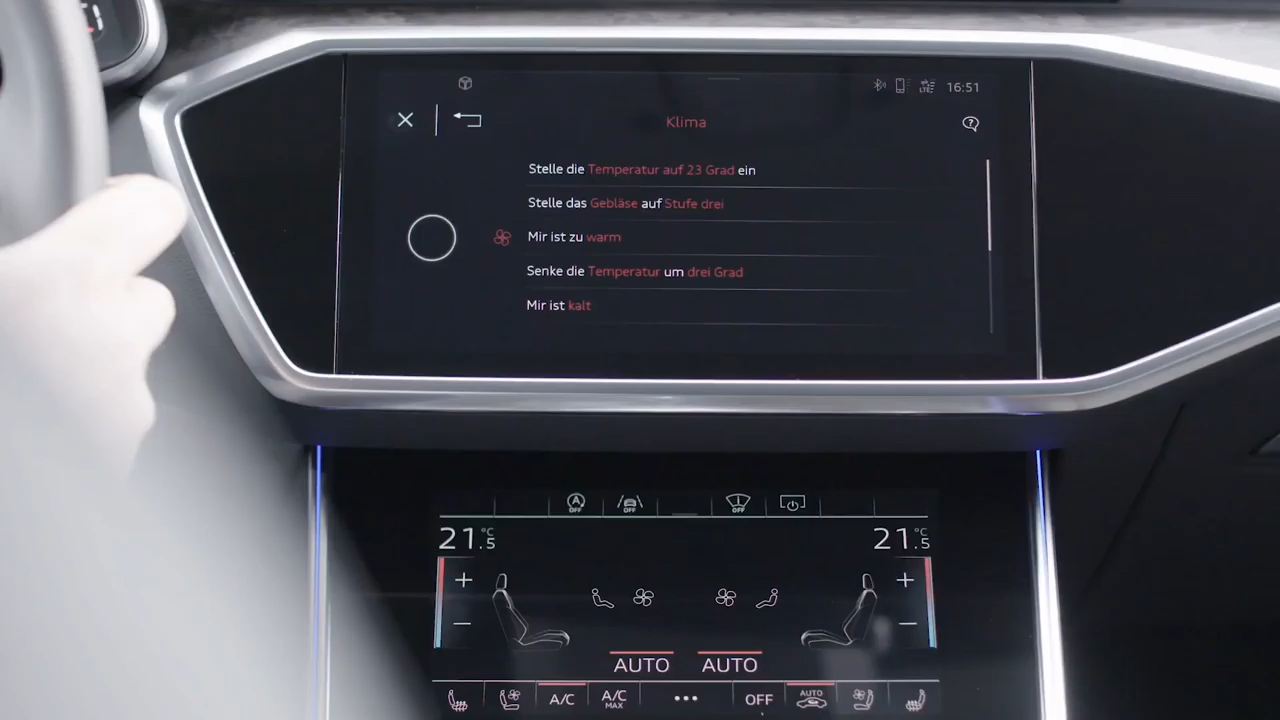 16:51
Klima
Stelle die Temperatur auf 23 Grad ein
Stelle das Gebläse auf Stufe drei
Mir ist zu warm
Senke die Temperatur um drei Grad
Mir ist kalt
A OFF
OFF
OFF
21.5 °C
21.5 °C
AUTO
AUTO
A/C
A/C MAX
OFF
AUTO